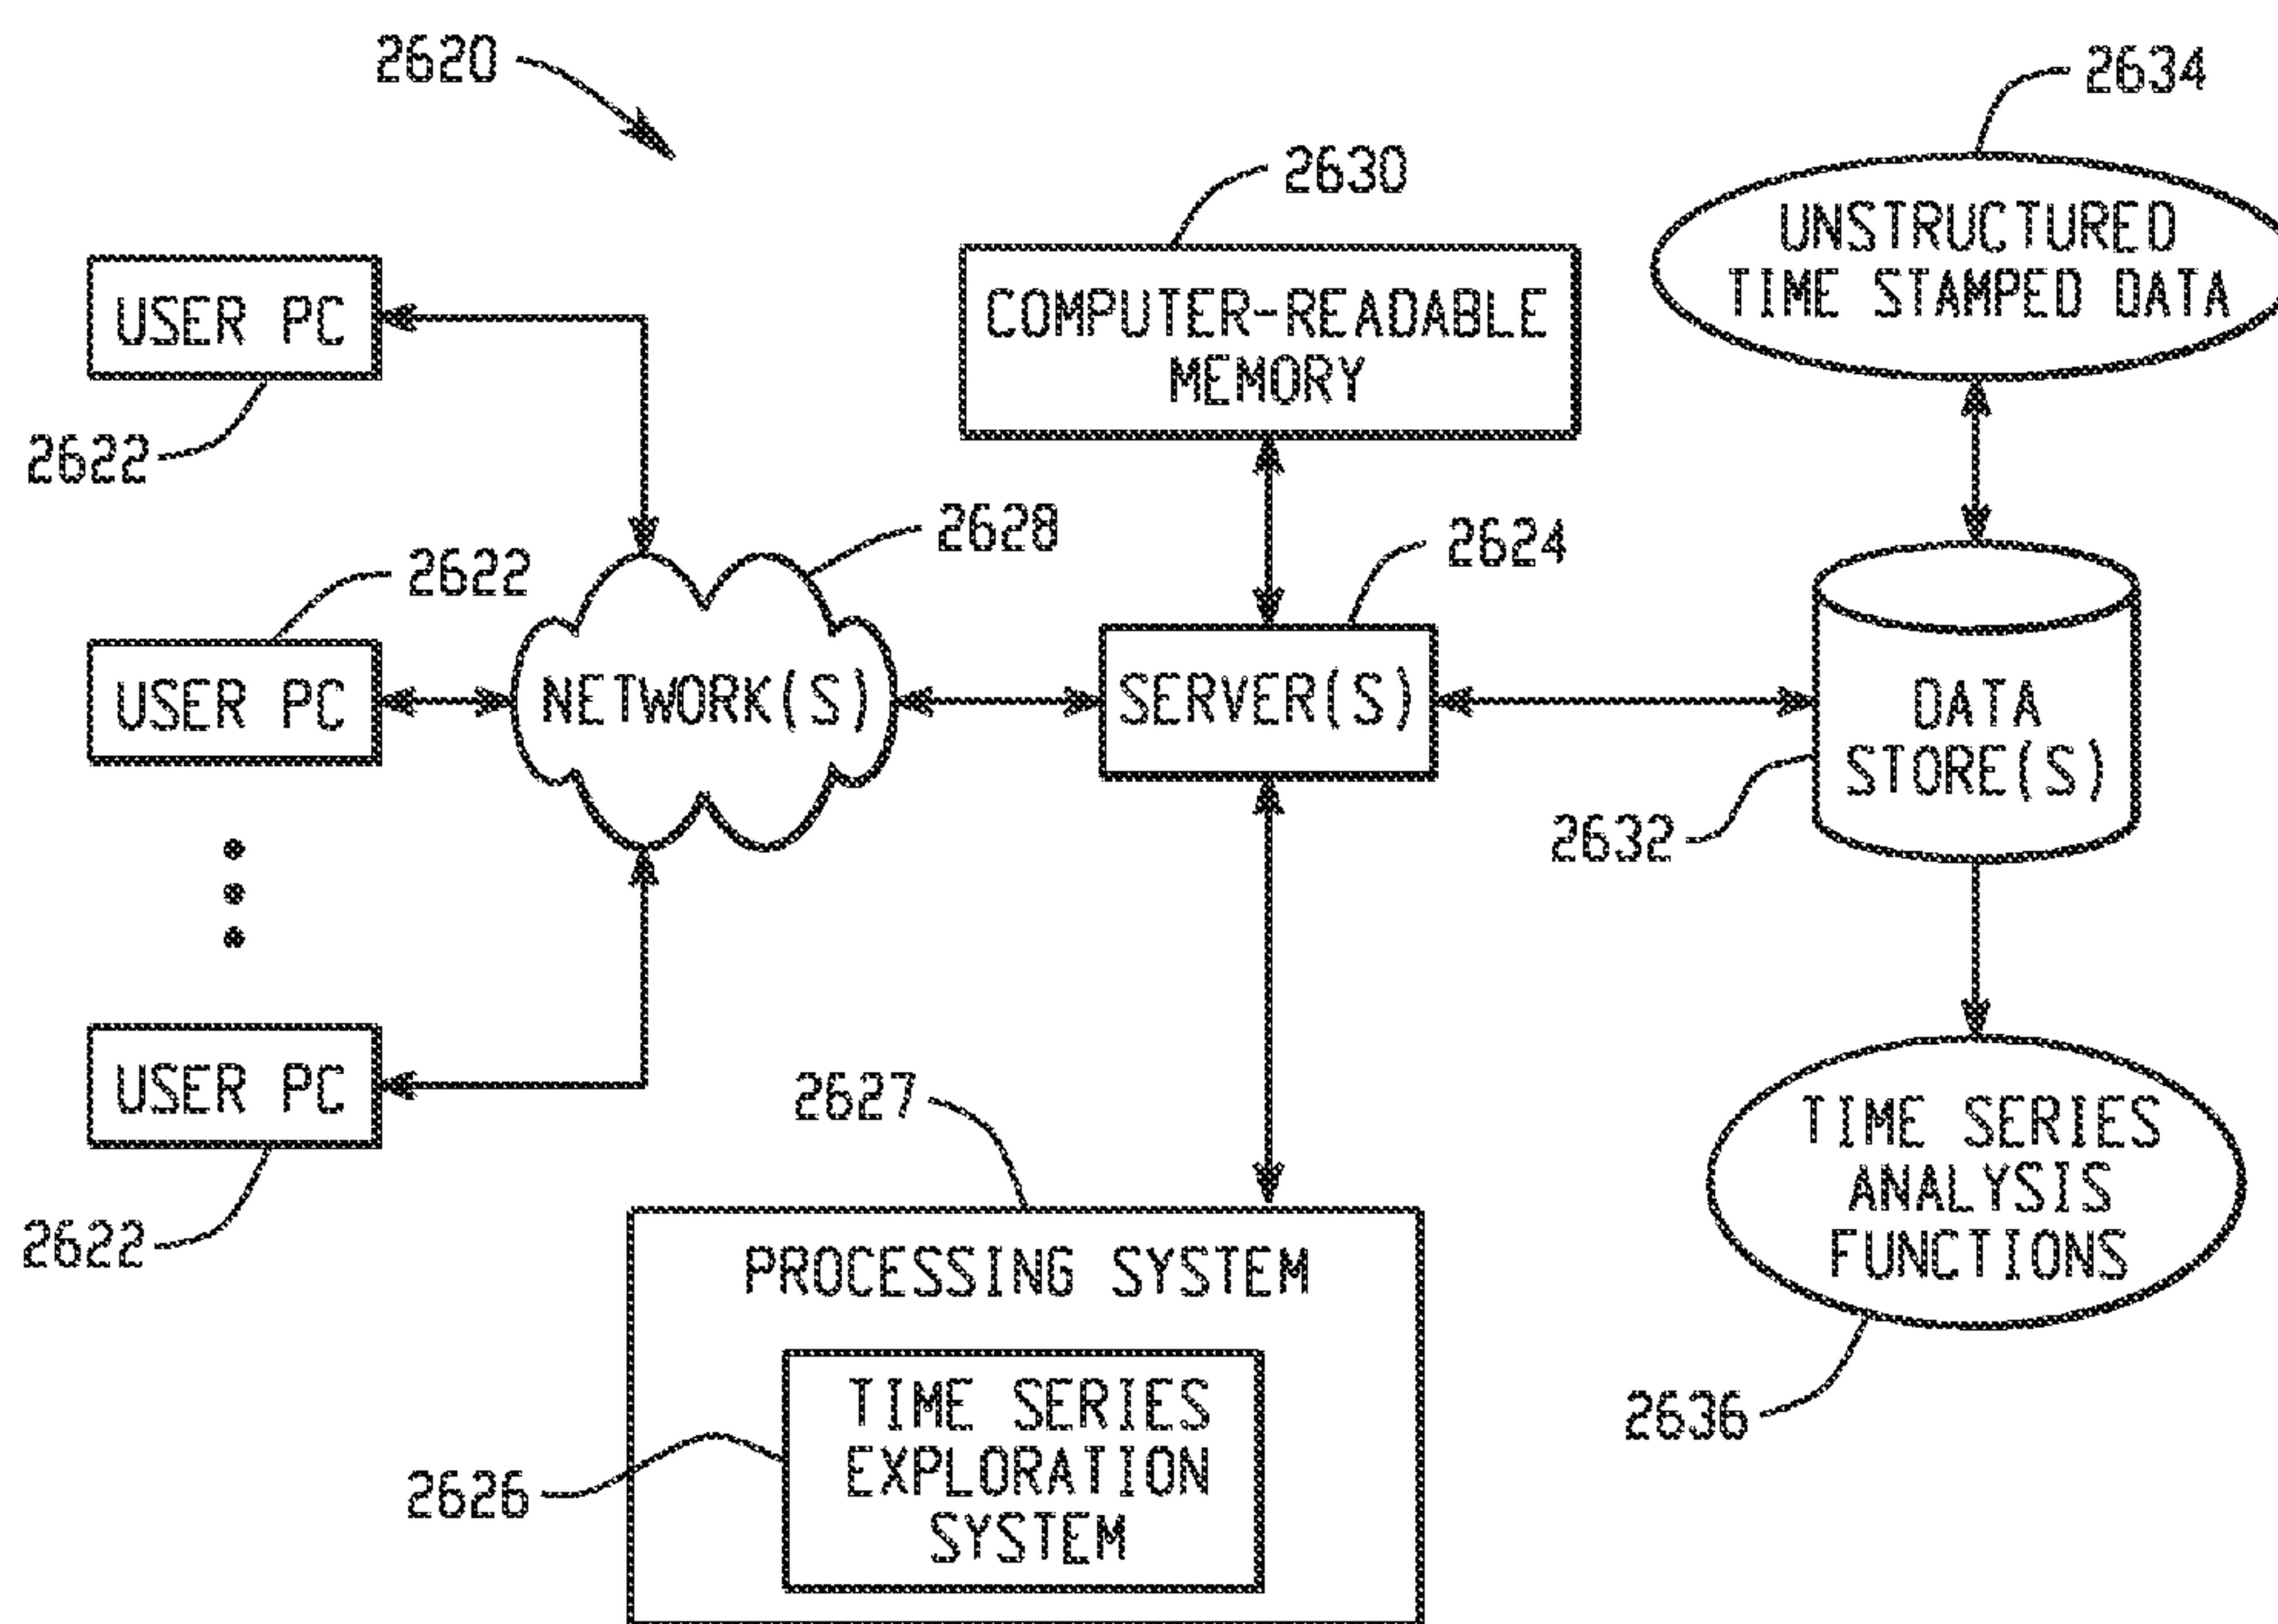 2620
2634
2630
UNSTRUCTURED
TIME STAMPED DATA
USER PC
COMPUTER-READABLE
MEMORY
2622
2628
2624
2622
USER PC
NETWORK(S)
SERVER(S)
DATA
STORE(S)
2632
USER PC
2627
TIME SERIES
ANALYSIS
FUNCTIONS
2622
PROCESSING SYSTEM
TIME SERIES
EXPLORATION
SYSTEM
2626
2636